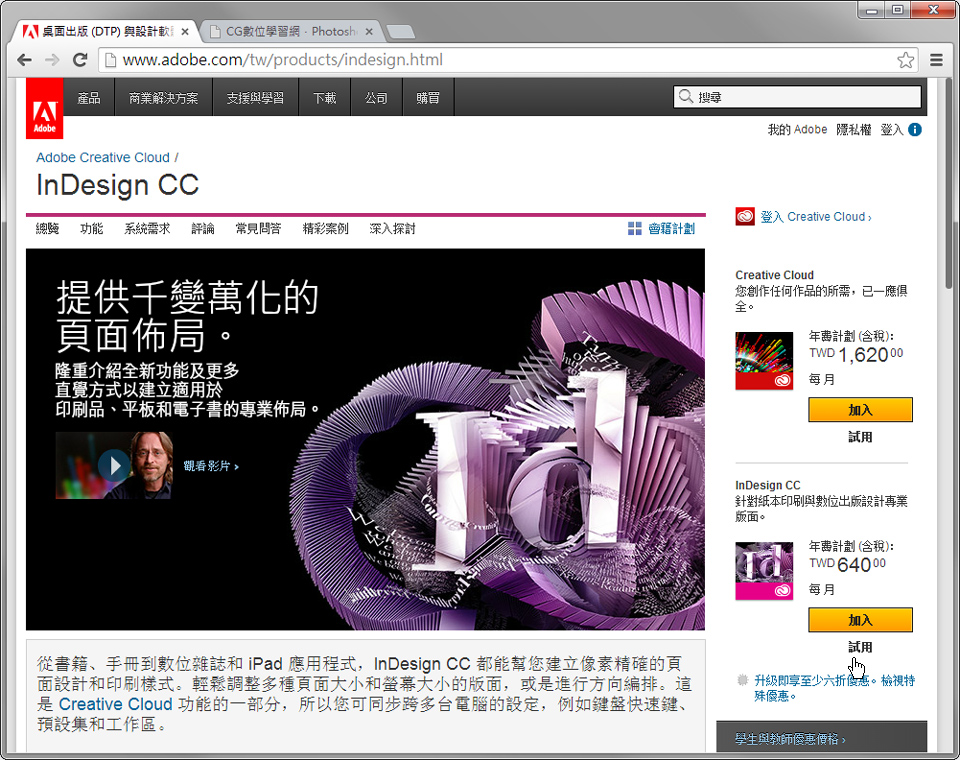 桌面出版 (DTP) 與設計軟
CG數位學習網 - Photosh
www.adobe.com/tw/products/indesign.html
產品 商業解決方案 支援與學習 下載 公司 購買
搜尋
Adobe
我的 Adobe 隱私權 登入
Adobe Creative Cloud /
InDesign CC
登入 Creative Cloud ›
總覽 功能 系統需求 評論 常見問答 精彩案例 深入探討 會籍計劃
提供千變萬化的
頁面佈局。
隆重介紹全新功能及更多
直覺方式以建立適用於
印刷品、平板和電子書的專業佈局。
觀看影片 ›
Id
Creative Cloud
您創作任何作品的所需，已一應俱
全。
年費計劃 (含稅):
TWD 1,620 00
每 月
加入
試用
InDesign CC
針對紙本印刷與數位出版設計專業
版面。
年費計劃 (含稅):
TWD 640 00
每 月
加入
試用
升級即享至少六折優惠。檢視特
殊優惠。
學生與教師優惠價格 ›
從書籍、手冊到數位雜誌和 iPad 應用程式，InDesign CC 都能幫您建立像素精確的頁
面設計和印刷樣式。輕鬆調整多種頁面大小和螢幕大小的版面，或是進行方向編排。這
是 Creative Cloud 功能的一部分，所以您可同步跨多台電腦的設定，例如鍵盤快速鍵、
預設集和工作區。